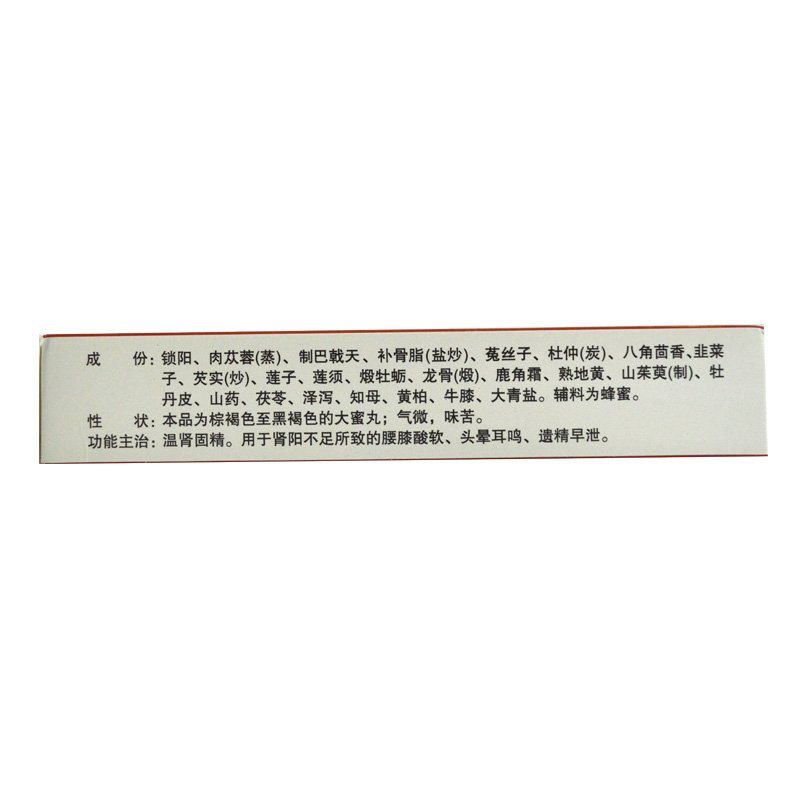 成　份：锁阳、肉苁蓉(蒸)、制巴戟天、补骨脂(盐炒)、菟丝子、杜仲(炭)、八角茴香、韭菜
子、芡实(炒)、莲子、莲须、煅牡蛎、龙骨(煅)、鹿角霜、熟地黄、山茱萸(制)、牡
丹皮、山药、茯苓、泽泻、知母、黄柏、牛膝、大青盐。辅料为蜂蜜。
性　状：本品为棕褐色至黑褐色的大蜜丸；气微，味苦。
功能主治：温肾固精。用于肾阳不足所致的腰膝酸软、头晕耳鸣、遗精早泄。